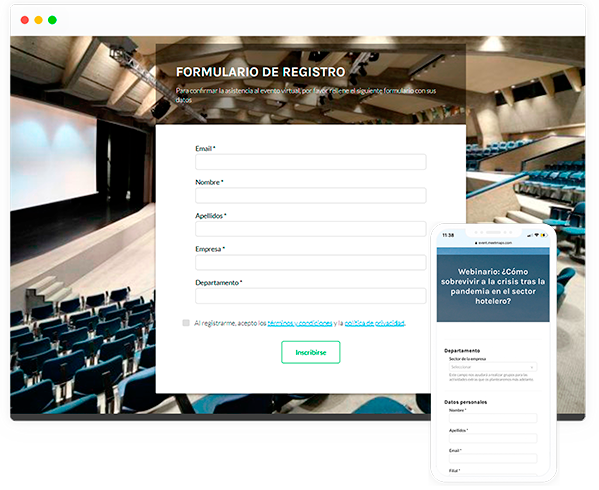 FORMULARIO DE REGISTRO
Para confirmar la asistencia al evento virtual, por favor rellene el siguiente formulario con sus
datos
Email *
Nombre *
Apellidos *
Empresa *
Departamento *
Al registrarme, acepto los términos y condiciones y la política de privacidad.
Inscribirse
11:38
event.meetmaps.com
Webinario: ¿Cómo
sobrevivir a la crisis tras la
pandemia en el sector
hotelero?
Departamento
Sector de la empresa
Seleccionar
Datos personales
Nombre *
Apellidos *
Email *
Filial *